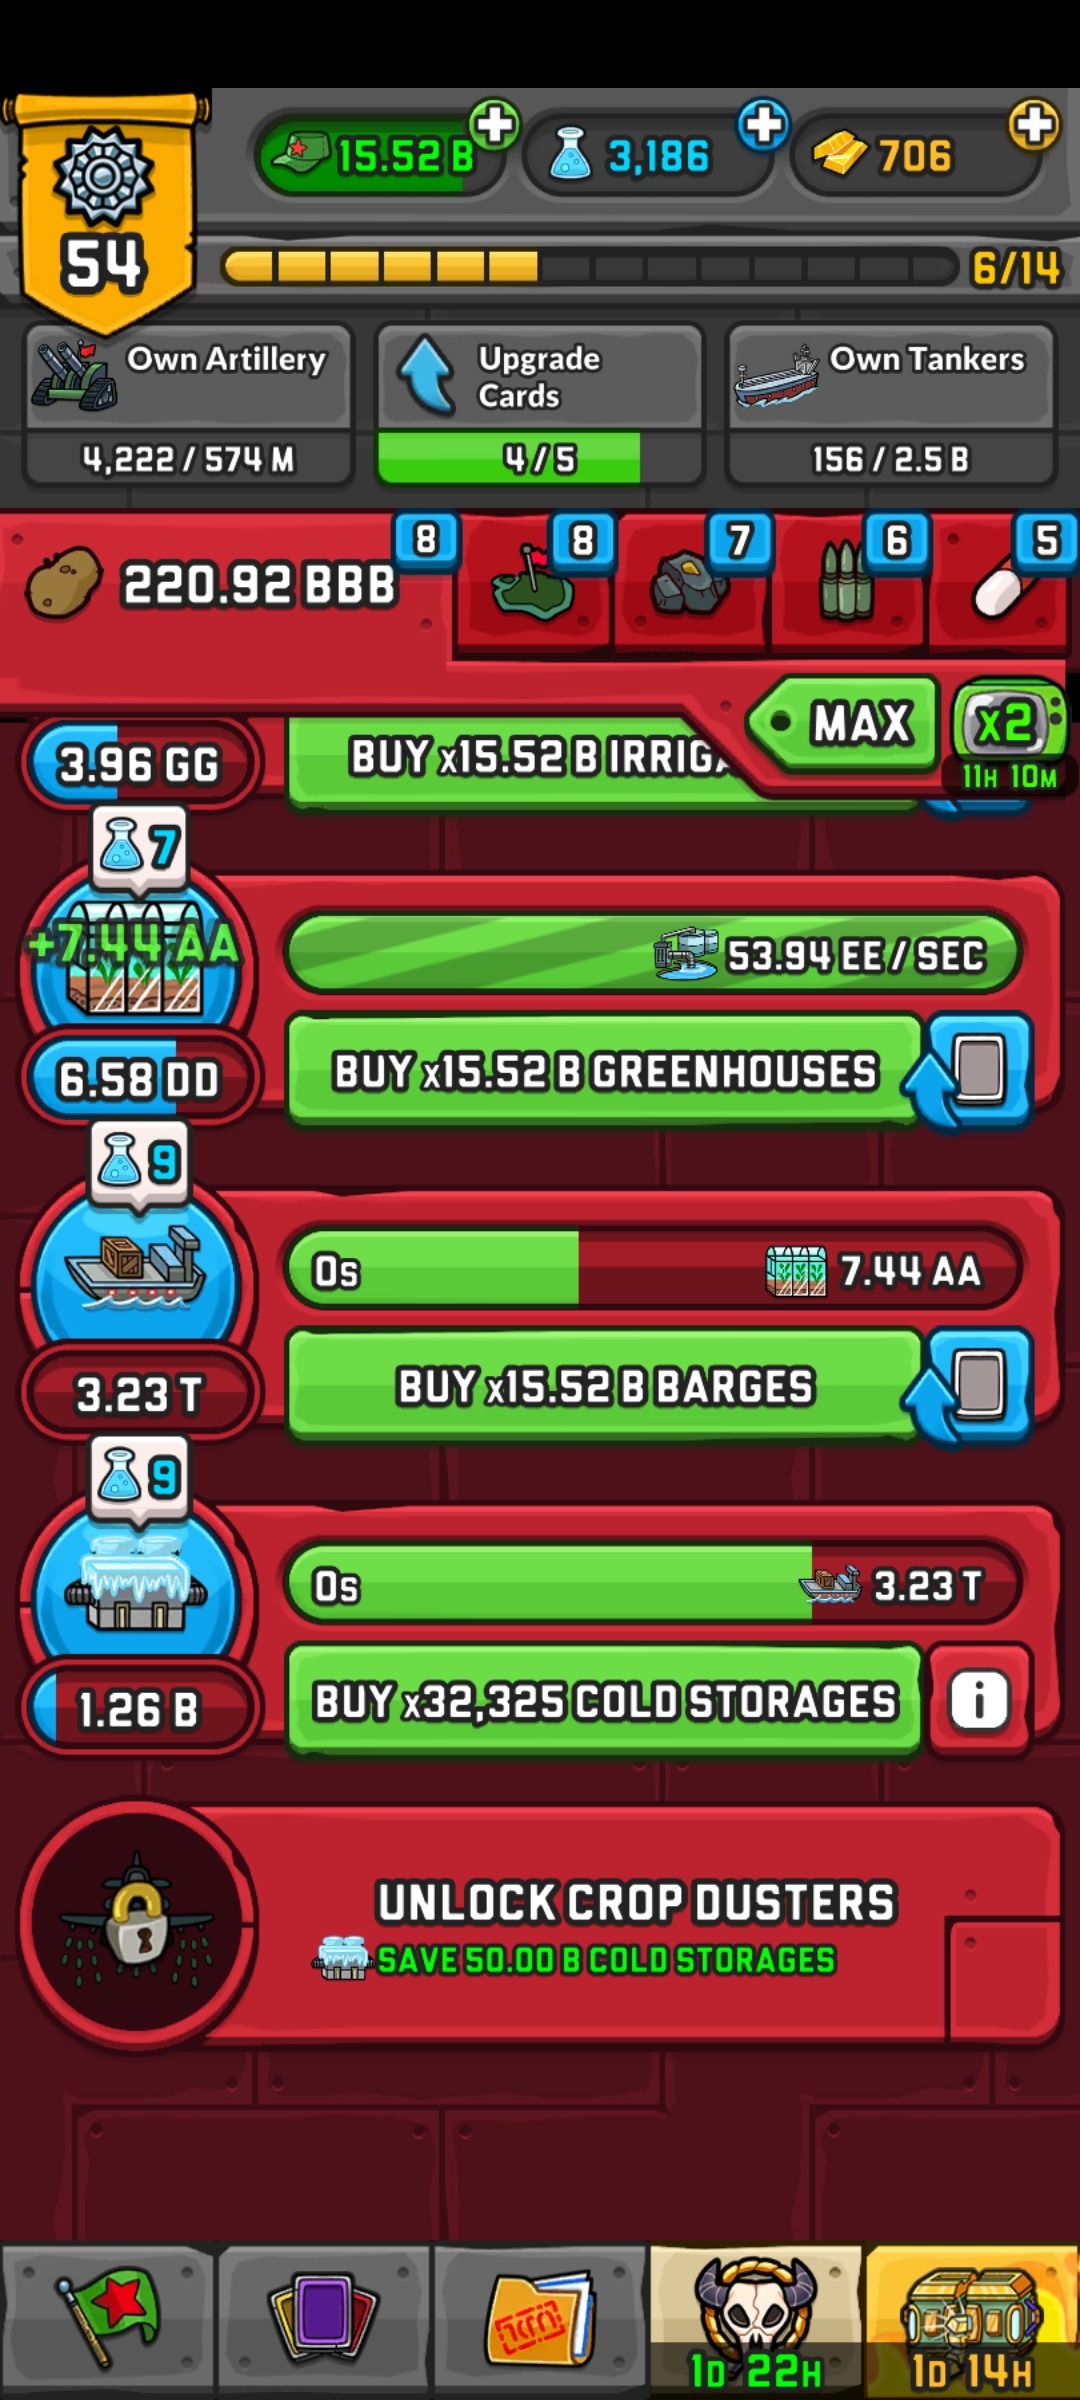 15.52 B
3,186
706
54
6/14
Own Artillery
4,222 / 574 M
Upgrade
Cards
4 / 5
Own Tankers
156 / 2.5 B
220.92 BBB
8
8
7
6
5
MAX
x2
11H 10M
3.96 GG
BUY x15.52 B IRRIGA
7
+7.44 AA
53.94 EE / SEC
6.58 DD
BUY x15.52 B GREENHOUSES
9
0s
7.44 AA
3.23 T
BUY x15.52 B BARGES
9
0s
3.23 T
1.26 B
BUY x32,325 COLD STORAGES
i
UNLOCK CROP DUSTERS
SAVE 50.00 B COLD STORAGES
1D 22H
1D 14H